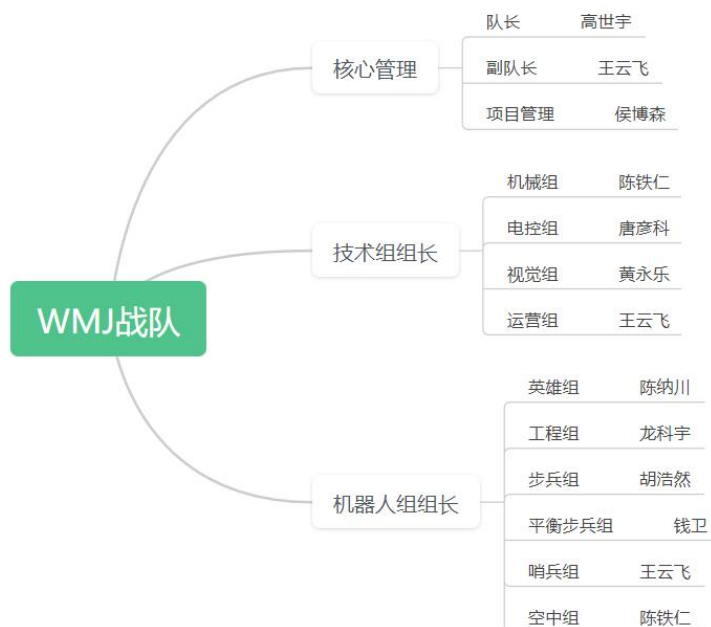 WMJ战队
核心管理
队长 高世宇
副队长 王云飞
项目管理 侯博森
技术组组长
机械组 陈铁仁
电控组 唐彦科
视觉组 黄永乐
运营组 王云飞
机器人组组长
英雄组 陈纳川
工程组 龙科宇
步兵组 胡浩然
平衡步兵组 钱卫
哨兵组 王云飞
空中组 陈铁仁